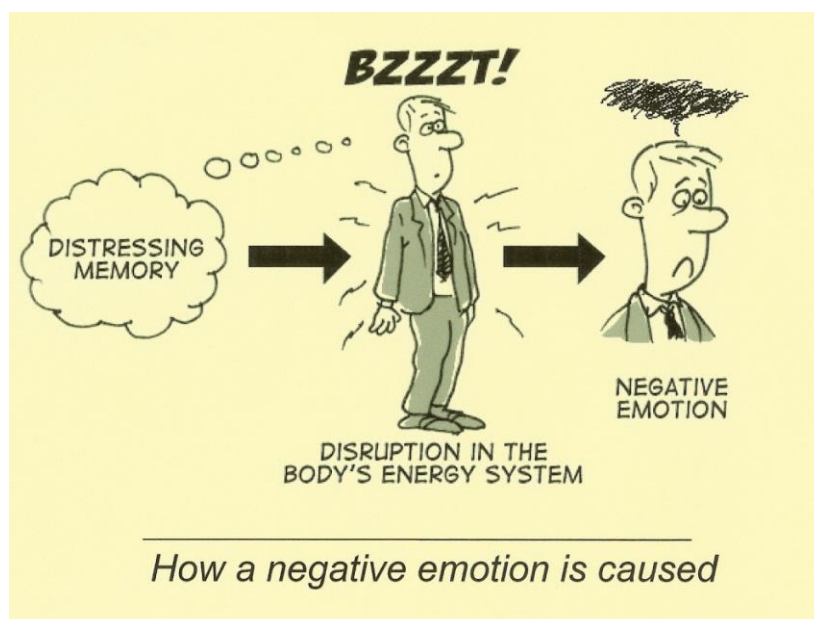 BZZZT!
DISTRESSING
MEMORY
DISRUPTION IN THE
BODY'S ENERGY SYSTEM
NEGATIVE
EMOTION
How a negative emotion is caused